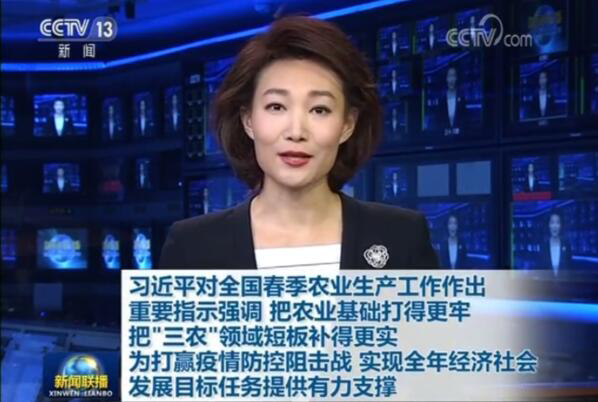 CCTV 13
新闻
CCTV.com
习近平对全国春季农业生产工作作出
重要指示强调 把农业基础打得更牢
把"三农"领域短板补得更实
为打赢疫情防控阻击战 实现全年经济社会
发展目标任务提供有力支撑
新闻联播
XINWEN LIANBO